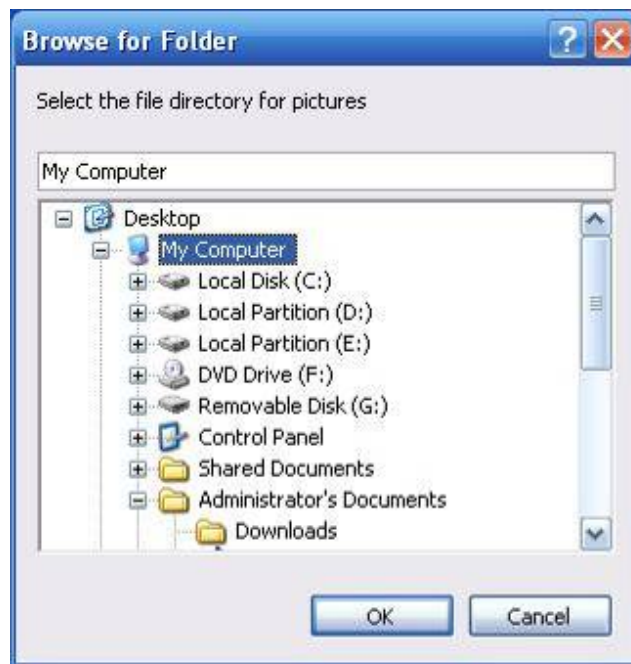 Browse for Folder
Select the file directory for pictures
My Computer
Desktop
My Computer
Local Disk (C:)
Local Partition (D:)
Local Partition (E:)
DVD Drive (F:)
Removable Disk (G:)
Control Panel
Shared Documents
Administrator's Documents
Downloads
OK Cancel